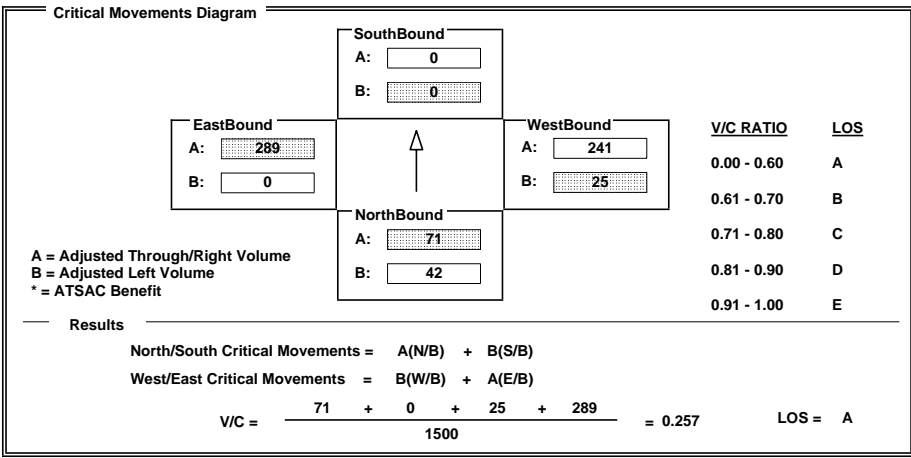 Critical Movements Diagram
SouthBound
A: 0
B: 0
EastBound
A: 289
B: 0
WestBound
A: 241
B: 25
NorthBound
A: 71
B: 42
V/C RATIO LOS
0.00 - 0.60 A
0.61 - 0.70 B
0.71 - 0.80 C
0.81 - 0.90 D
0.91 - 1.00 E
A = Adjusted Through/Right Volume
B = Adjusted Left Volume
* = ATSAC Benefit
Results
North/South Critical Movements = A(N/B) + B(S/B)
West/East Critical Movements = B(W/B) + A(E/B)
V/C = 71 + 0 + 25 + 289 = 0.257 LOS = A
1500